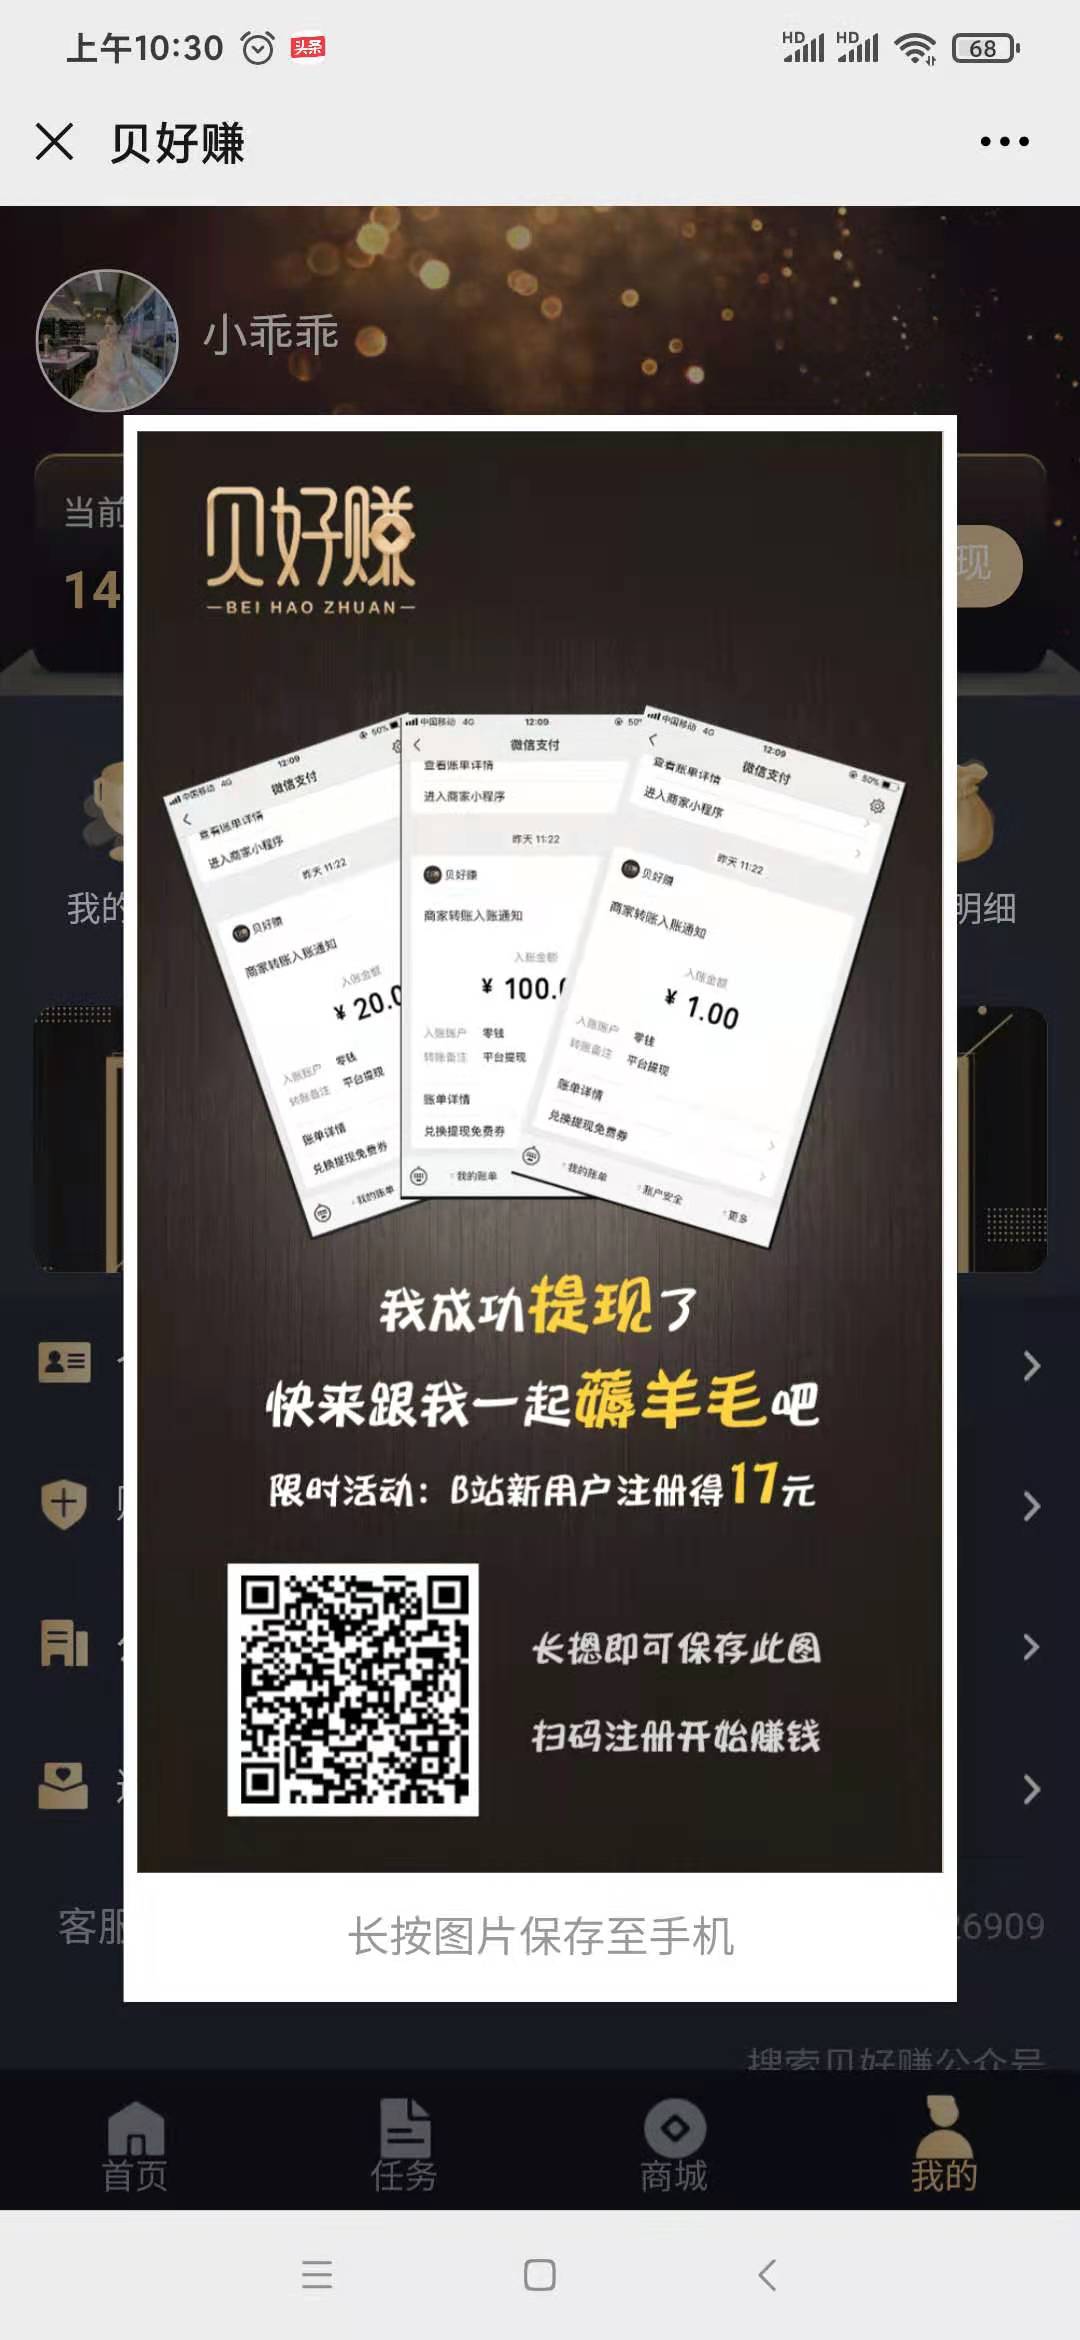 上午10:30 头条 HD HD 68
贝好赚
小乖乖
当前
14
现
贝好赚
BEI HAO ZHUAN
中国移动 4G 12:09 50%
微信支付
查看账单详情
进入商家小程序
昨天 11:22
贝好赚
商家转账入账通知
入账金额
¥ 20.0
入账账户 零钱
转账备注 平台提现
账单详情
兑换提现免费券
我的账单
中国移动 4G 12:09 50%
微信支付
查看账单详情
进入商家小程序
昨天 11:22
贝好赚
商家转账入账通知
入账金额
¥ 100.0
入账账户 零钱
转账备注 平台提现
账单详情
兑换提现免费券
我的账单
中国移动 4G 12:09 50%
微信支付
查看账单详情
进入商家小程序
昨天 11:22
贝好赚
商家转账入账通知
入账金额
¥ 1.00
入账账户 零钱
转账备注 平台提现
账单详情
兑换提现免费券
我的账单 账户安全 更多
我的
明细
我成功提现了
快来跟我一起薅羊毛吧
限时活动：B站新用户注册得17元
长摁即可保存此图
扫码注册开始赚钱
长按图片保存至手机
客服
26909
搜索贝好赚公众号
首页 任务 商城 我的